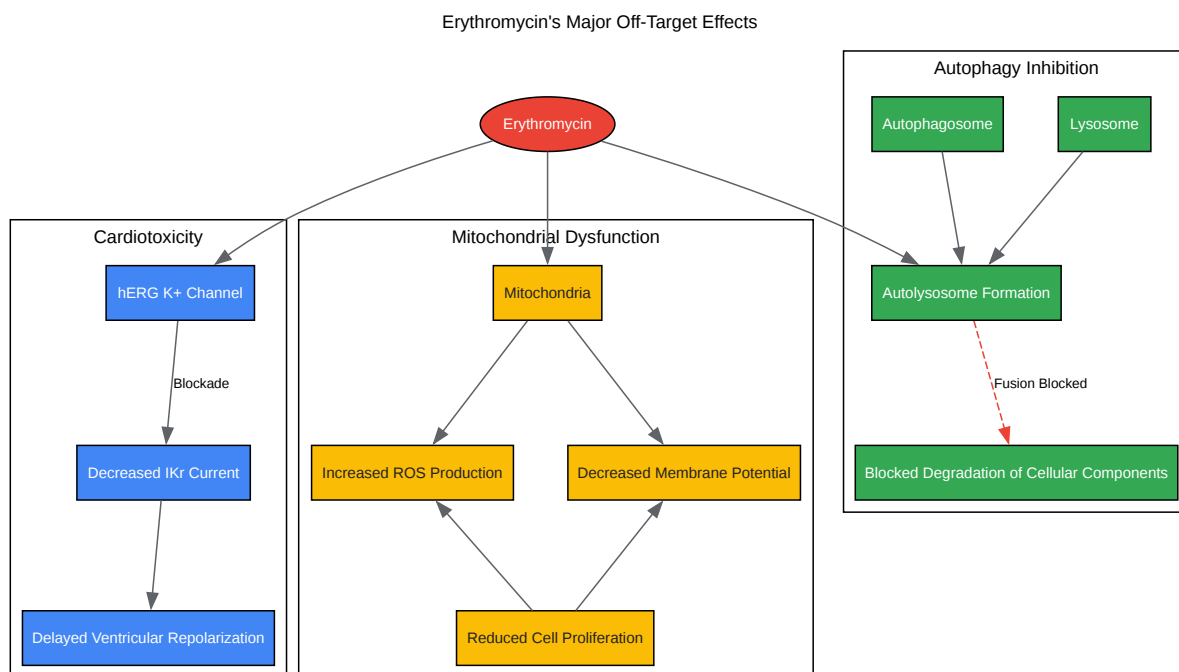 Erythromycin's Major Off-Target Effects
Autophagy Inhibition
Autophagosome
Lysosome
Erythromycin
Cardiotoxicity
Mitochondrial Dysfunction
hERG K+ Channel
Mitochondria
Autolysosome Formation
Blockade
Fusion Blocked
Decreased IKr Current
Increased ROS Production
Decreased Membrane Potential
Blocked Degradation of Cellular Components
Delayed Ventricular Repolarization
Reduced Cell Proliferation